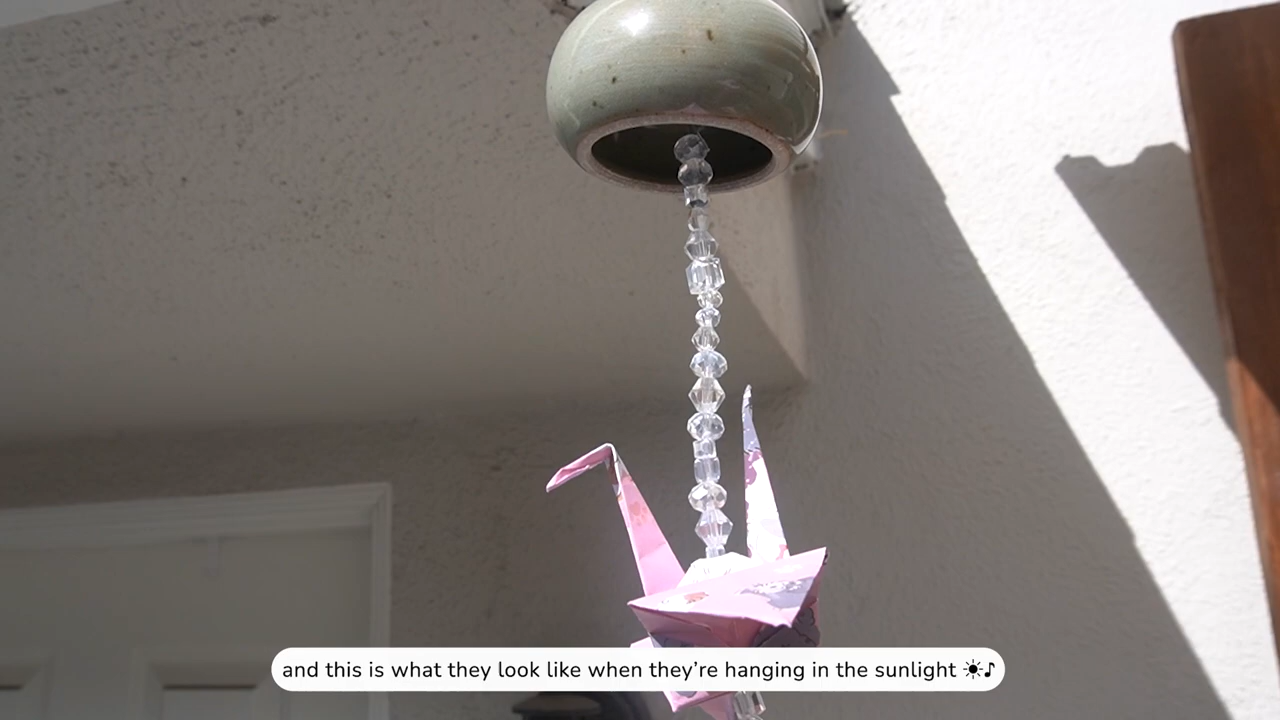 and this is what they look like when they’re hanging in the sunlight ☀♪